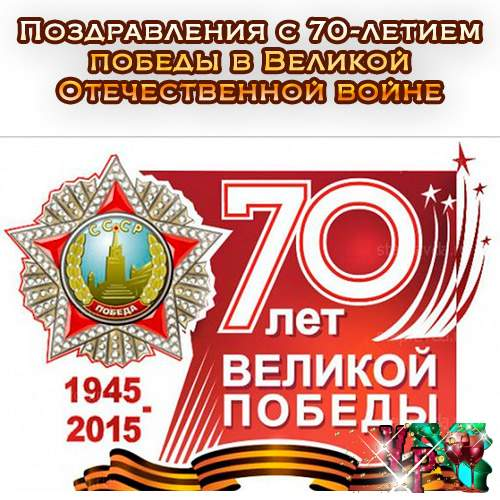 Поздравления с 70-летием
победы в Великой
Отечественной войне
СССР
ПОБЕДА
70
лет
ВЕЛИКОЙ
ПОБЕДЫ
1945-
2015